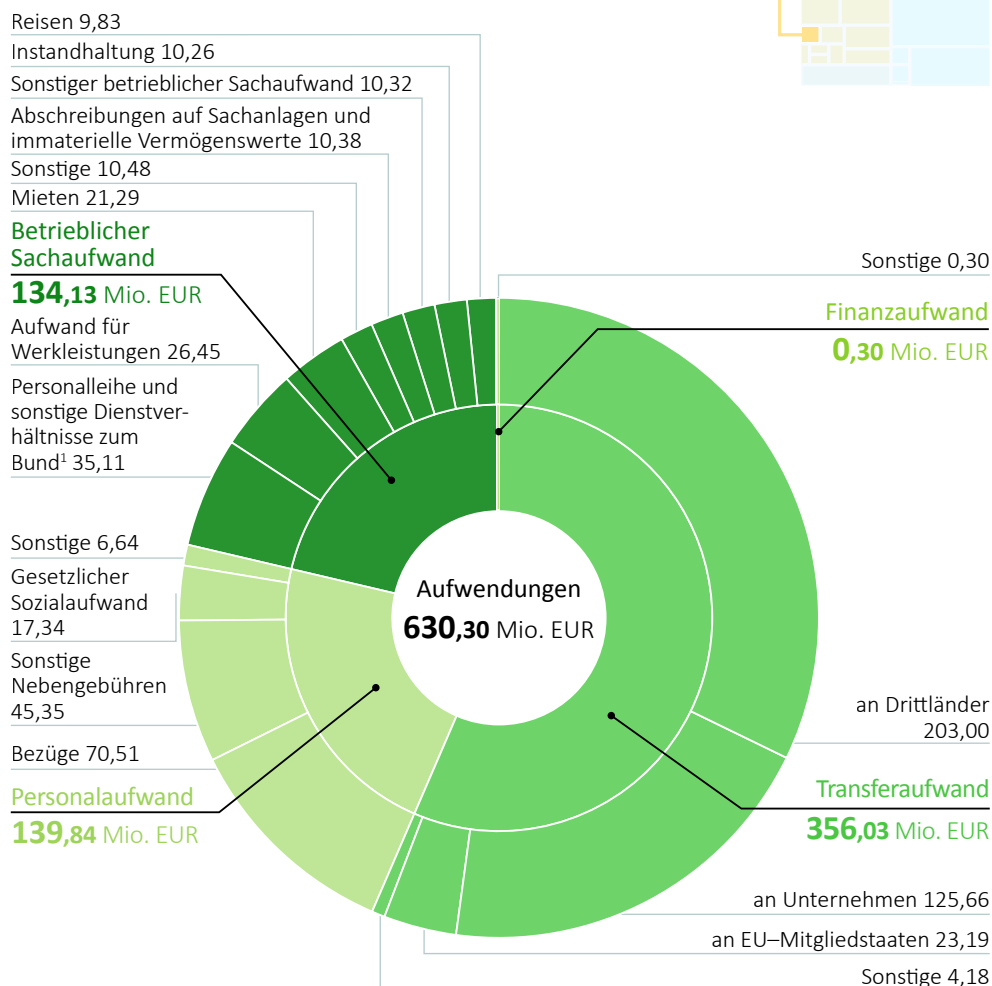 Reisen 9,83
Instandhaltung 10,26
Sonstiger betrieblicher Sachaufwand 10,32
Abschreibungen auf Sachanlagen und
immaterielle Vermögenswerte 10,38
Sonstige 10,48
Mieten 21,29
Betrieblicher
Sachaufwand
134,13 Mio. EUR
Aufwand für
Werkleistungen 26,45
Personalleihe und
sonstige Dienstver-
hältnisse zum
Bund¹ 35,11
Sonstige 6,64
Gesetzlicher
Sozialaufwand
17,34
Sonstige
Nebengebühren
45,35
Bezüge 70,51
Personalaufwand
139,84 Mio. EUR
Aufwendungen
630,30 Mio. EUR
Sonstige 0,30
Finanzaufwand
0,30 Mio. EUR
an Drittländer
203,00
Transferaufwand
356,03 Mio. EUR
an Unternehmen 125,66
an EU–Mitgliedstaaten 23,19
Sonstige 4,18